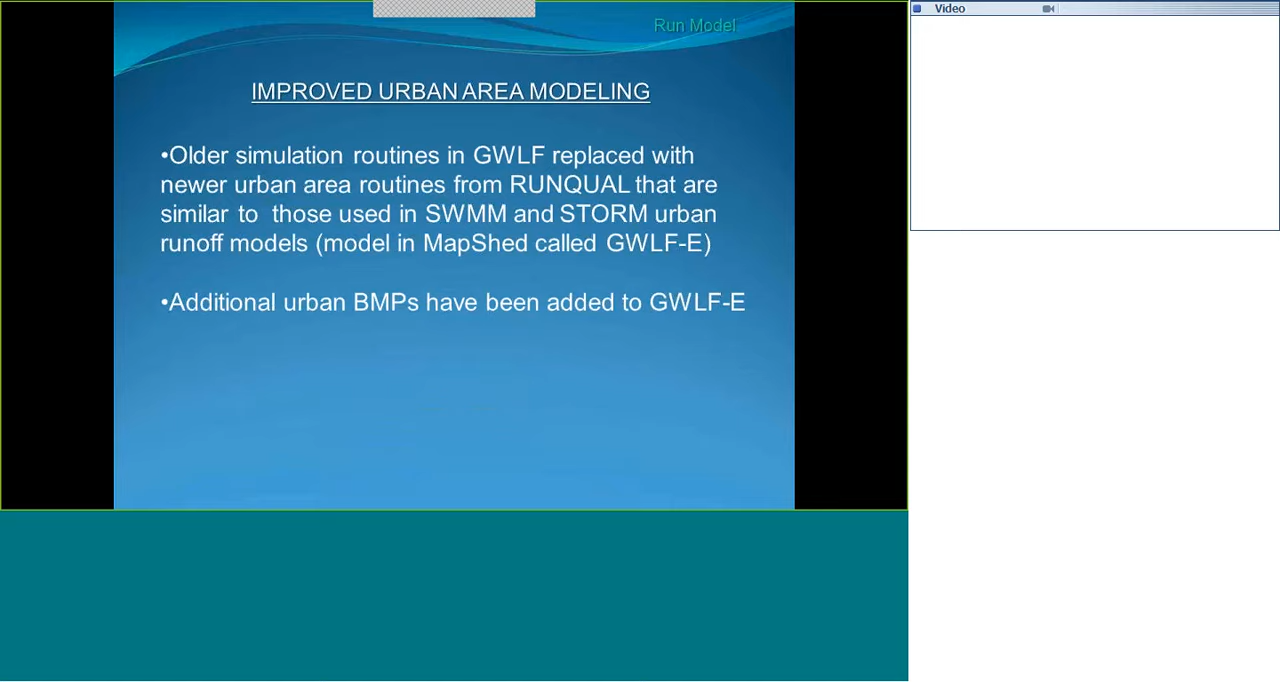 Video
Run Model
IMPROVED URBAN AREA MODELING
•Older simulation routines in GWLF replaced with
newer urban area routines from RUNQUAL that are
similar to those used in SWMM and STORM urban
runoff models (model in MapShed called GWLF-E)
•Additional urban BMPs have been added to GWLF-E